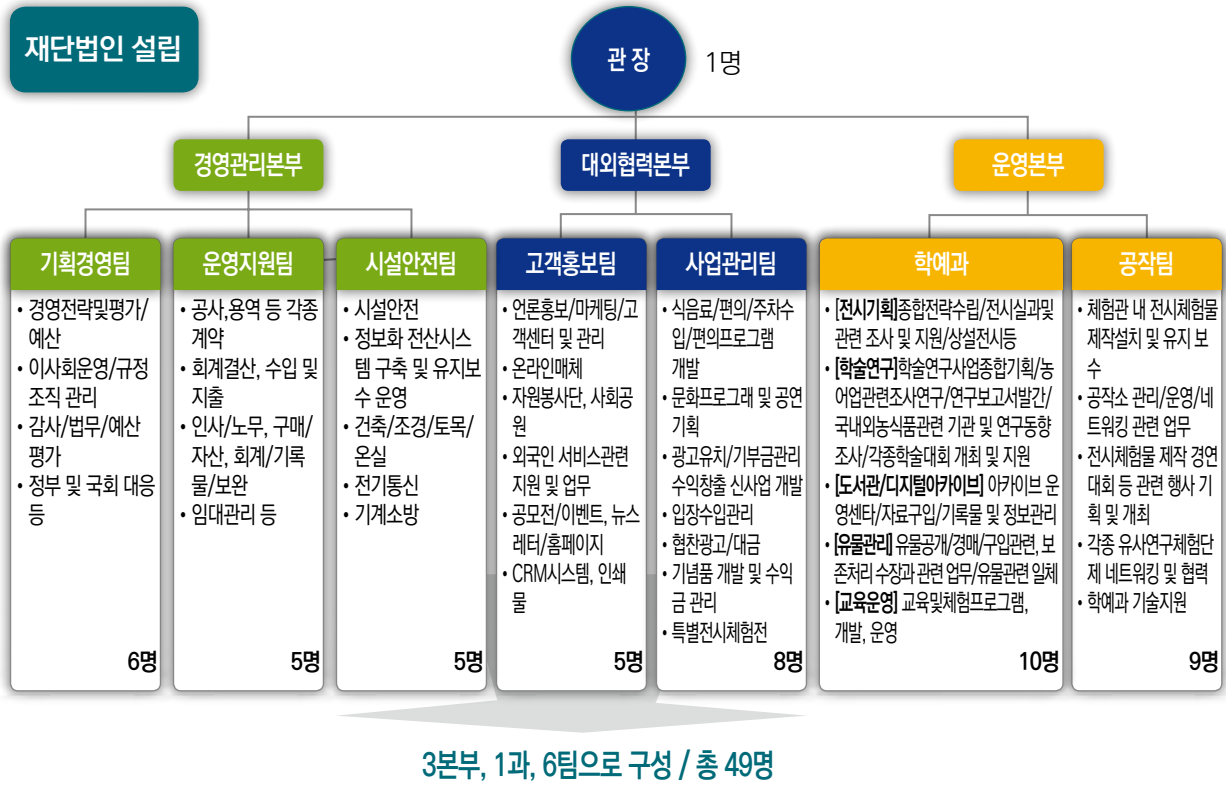 재단법인 설립
관 장
1명
경영관리본부
대외협력본부
운영본부
기획경영팀
• 경영전략및평가/
예산
• 이사회운영/규정
조직 관리
• 감사/법무/예산
평가
• 정부 및 국회 대응
등
6명
운영지원팀
• 공사,용역 등 각종
계약
• 회계결산, 수입 및
지출
• 인사/노무, 구매/
자산, 회계/기록
물/보완
• 임대관리 등
5명
시설안전팀
• 시설안전
• 정보화 전산시스
템 구축 및 유지보
수 운영
• 건축/조경/토목/
온실
• 전기통신
• 기계소방
5명
고객홍보팀
• 언론홍보/마케팅/고
객센터 및 관리
• 온라인매체
• 자원봉사단, 사회공
원
• 외국인 서비스관련
지원 및 업무
• 공모전/이벤트, 뉴스
레터/홈페이지
• CRM시스템, 인쇄
물
5명
사업관리팀
• 식음료/편의/주차수
입/편의프로그램
개발
• 문화프로그래 및 공연
기획
• 광고유치/기부금관리
수익창출 신사업 개발
• 입장수입관리
• 협찬광고/대금
• 기념품 개발 및 수익
금 관리
• 특별전시체험전
8명
학예과
• [전시기획]종합전략수립/전시실과및
관련 조사 및 지원/상설전시등
• [학술연구]학술연구사업종합기획/농
어업관련조사연구/연구보고서발간/
국내외농식품관련 기관 및 연구동향
조사/각종학술대회 개최 및 지원
• [도서관/디지털아카이브] 아카이브 운
영센타/자료구입/기록물 및 정보관리
• [유물관리] 유물공개/경매/구입관련, 보
존처리 수장과 관련 업무/유물관련 일체
• [교육운영] 교육및체험프로그램,
개발, 운영
10명
공작팀
• 체험관 내 전시체험물
제작설치 및 유지 보
수
• 공작소 관리/운영/네
트워킹 관련 업무
• 전시체험물 제작 경연
대회 등 관련 행사 기
획 및 개최
• 각종 유사연구체험단
제 네트워킹 및 협력
• 학예과 기술지원
9명
3본부, 1과, 6팀으로 구성 / 총 49명